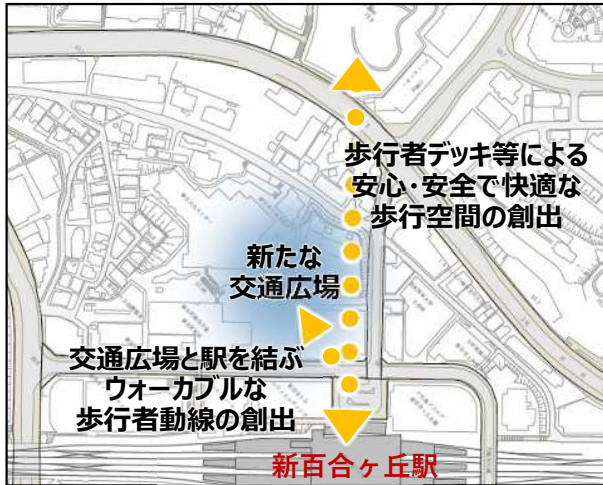 歩行者デッキ等による
安心・安全で快適な
歩行空間の創出
新たな
交通広場
交通広場と駅を結ぶ
ウォーカブルな
歩行者動線の創出
新百合ヶ丘駅